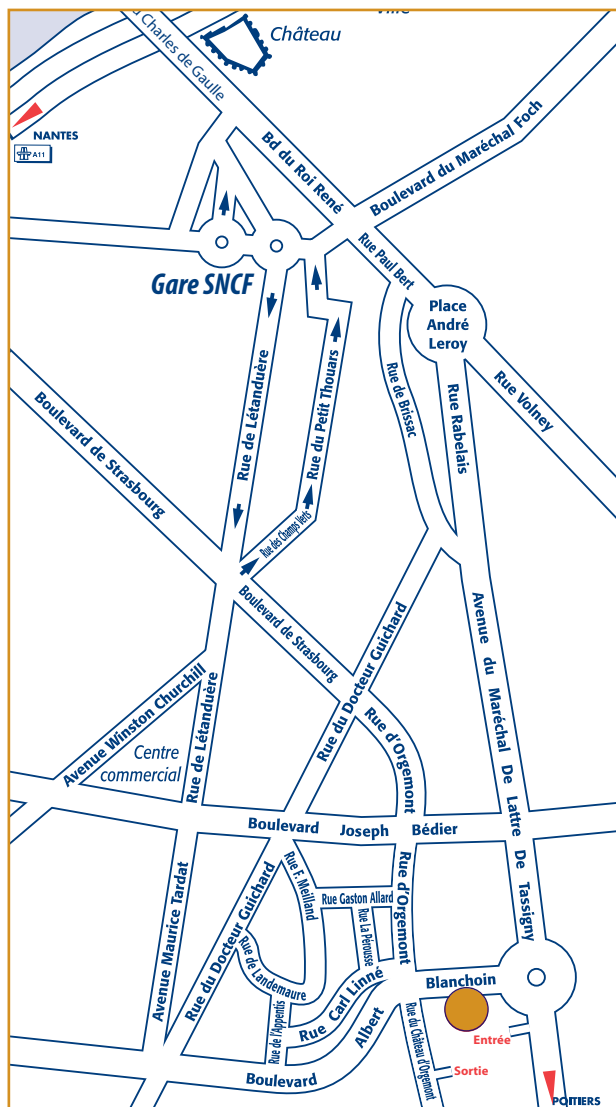 Ville
Château
Charles de Gaulle
NANTES
A11
Bd du Roi René
Boulevard du Maréchal Foch
Rue Paul Bert
Gare SNCF
Place
André
Leroy
Rue de Létanduère
Rue du Petit Thouars
Rue de Brissac
Rue Rabelais
Rue Volney
Boulevard de Strasbourg
Rue des Champs Verts
Boulevard de Strasbourg
Rue du Docteur Guichard
Avenue du Maréchal De Lattre De Tassigny
Avenue Winston Churchill
Rue de Létanduère
Rue d'Orgemont
Centre
commercial
Boulevard Joseph Bédier
Avenue Maurice Tardat
Rue du Docteur Guichard
Rue F. Meilland
Rue Gaston Allard
Rue d'Orgemont
Rue La Pérousse
Rue de Landemaure
Rue Carl Linné
Rue de l'Appentis
Boulevard Albert Blanchoin
Rue du Château d'Orgemont
Entrée
Sortie
POITIERS